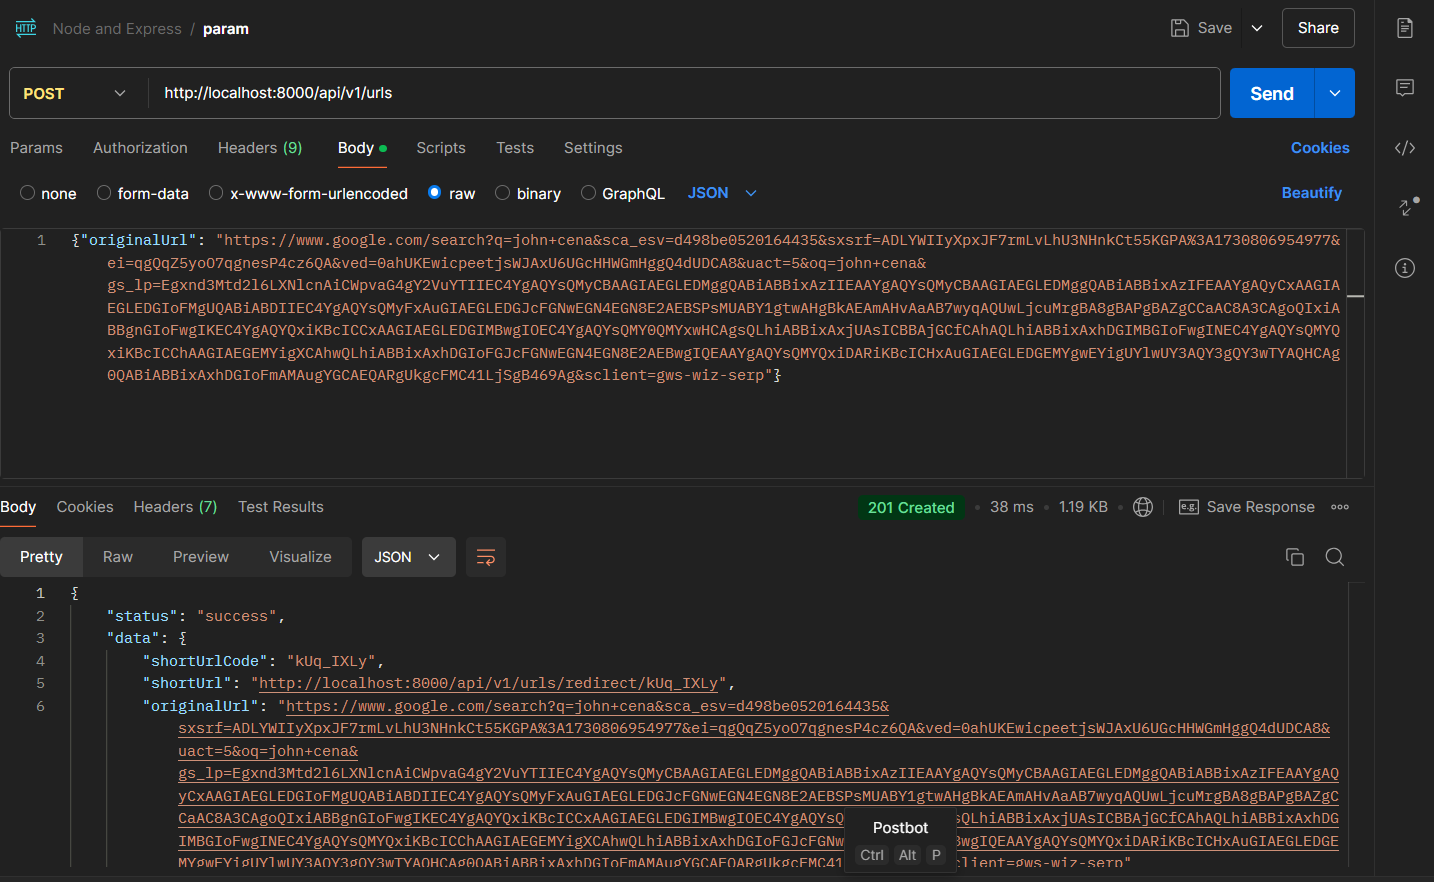 HTTP Node and Express / param Save Share
POST http://localhost:8000/api/v1/urls Send
Params Authorization Headers (9) Body Scripts Tests Settings Cookies
none form-data x-www-form-urlencoded raw binary GraphQL JSON Beautify
1 {"originalUrl": "https://www.google.com/search?q=john+cena&sca_esv=d498be0520164435&sxsrf=ADLYWIIyXpxJF7rmLvLhU3NHnkCt55KGPA%3A1730806954977&
ei=qgQqZ5yoO7qgnesP4cz6QA&ved=0ahUKEwicpeetjsWJAxU6UGcHHWGmHggQ4dUDCA8&uact=5&oq=john+cena&
gs_lp=Egxnd3Mtd2l6LXNlcnAiCWpvaG4gY2VuYTIIEC4YgAQYsQMyCBAAGIAEGLEDMggQABiABBixAzIIEAAYgAQYsQMyCBAAGIAEGLEDMggQABiABBixAzIFEAAYgAQyCxAAGIA
EGLEDGIoFMgUQABiABDIIEC4YgAQYsQMyFxAuGIAEGLEDGJcFGNwEGN4EGN8E2AEBSPsMUABY1gtwAHgBkAEAmAHvAaAB7wyqAQUwLjcuMrgBA8gBAPgBAZgCCaAC8A3CAgoQIxiA
BBgnGIoFwgIKEC4YgAQYQxiKBcICCxAAGIAEGLEDGIMBwgIOEC4YgAQYsQMY0QMYxwHCAgsQLhiABBixAxjUAsICBBAjGCfCAhAQLhiABBixAxhDGIMBGIoFwgINEC4YgAQYsQMYQ
xiKBcICChAAGIAEGEMYigXCAhwQLhiABBixAxhDGIoFGJcFGNwEGN4EGN8E2AEBwgIQEAAYgAQYsQMYQxiDARiKBcICHxAuGIAEGLEDGEMYgwEYigUYlwUY3AQY3gQY3wTYAQHCAg
0QABiABBixAxhDGIoFmAMAugYGCAEQARgUkgcFMC41LjSgB469Ag&sclient=gws-wiz-serp"}
Body Cookies Headers (7) Test Results 201 Created 38 ms 1.19 KB e.g. Save Response
Pretty Raw Preview Visualize JSON
1 {
2 "status": "success",
3 "data": {
4 "shortUrlCode": "kUq_IXLy",
5 "shortUrl": "http://localhost:8000/api/v1/urls/redirect/kUq_IXLy",
6 "originalUrl": "https://www.google.com/search?q=john+cena&sca_esv=d498be0520164435&
sxsrf=ADLYWIIyXpxJF7rmLvLhU3NHnkCt55KGPA%3A1730806954977&ei=qgQqZ5yoO7qgnesP4cz6QA&ved=0ahUKEwicpeetjsWJAxU6UGcHHWGmHggQ4dUDCA8&
uact=5&oq=john+cena&
gs_lp=Egxnd3Mtd2l6LXNlcnAiCWpvaG4gY2VuYTIIEC4YgAQYsQMyCBAAGIAEGLEDMggQABiABBixAzIIEAAYgAQYsQMyCBAAGIAEGLEDMggQABiABBixAzIFEAAYgAQ
yCxAAGIAEGLEDGIoFMgUQABiABDIIEC4YgAQYsQMyFxAuGIAEGLEDGJcFGNwEGN4EGN8E2AEBSPsMUABY1gtwAHgBkAEAmAHvAaAB7wyqAQUwLjcuMrgBA8gBAPgBAZgC
CaAC8A3CAgoQIxiABBgnGIoFwgIKEC4YgAQYQxiKBcICCxAAGIAEGLEDGIMBwgIOEC4YgAQYsQ sQLhiABBixAxjUAsICBBAjGCfCAhAQLhiABBixAxhDG
IMBGIoFwgINEC4YgAQYsQMYQxiKBcICChAAGIAEGEMYigXCAhwQLhiABBixAxhDGIoFGJcFGNw BwgIQEAAYgAQYsQMYQxiDARiKBcICHxAuGIAEGLEDGE
MYgwEYigUYlwUY3AQY3gQY3wTYAQHCAg0QABiABBixAxhDGIoFmAMAugYGCAEQARgUkgcFMC41 client=gws-wiz-serp"
Postbot
Ctrl Alt P